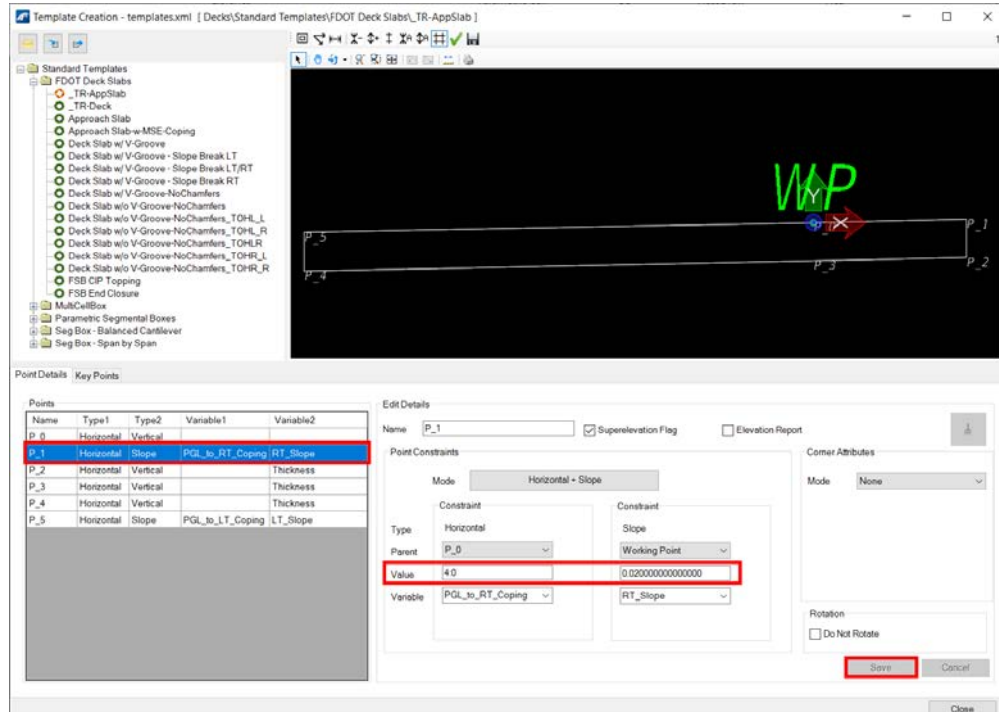 Template Creation - templates.xml [ Decks\Standard Templates\FDOT Deck Slabs\_TR-AppSlab ]
Standard Templates
FDOT Deck Slabs
_TR-AppSlab
_TR-Deck
Approach Slab
Approach Slab-w-MSE-Coping
Deck Slab w/ V-Groove
Deck Slab w/ V-Groove - Slope Break LT
Deck Slab w/ V-Groove - Slope Break LT/RT
Deck Slab w/ V-Groove - Slope Break RT
Deck Slab w/ V-Groove-NoChamfers
Deck Slab w/o V-Groove-NoChamfers
Deck Slab w/o V-Groove-NoChamfers_TOHL_L
Deck Slab w/o V-Groove-NoChamfers_TOHL_R
Deck Slab w/o V-Groove-NoChamfers_TOHLR
Deck Slab w/o V-Groove-NoChamfers_TOHR_L
Deck Slab w/o V-Groove-NoChamfers_TOHR_R
FSB CIP Topping
FSB End Closure
MultiCellBox
Parametric Segmental Boxes
Seg Box - Balanced Cantilever
Seg Box - Span by Span
WP
Y
X
P_1
P_5
P_2
P_3
P_4
Point Details Key Points
Points
Name Type1 Type2 Variable1 Variable2
P_0 Horizontal Vertical
P_1 Horizontal Slope PGL_to_RT_Coping RT_Slope
P_2 Horizontal Vertical Thickness
P_3 Horizontal Vertical Thickness
P_4 Horizontal Vertical Thickness
P_5 Horizontal Slope PGL_to_LT_Coping LT_Slope
Edit Details
Name P_1 Superelevation Flag Elevation Report
Point Constraints Corner Attributes
Mode Horizontal + Slope Mode None
Constraint Constraint
Type Horizontal Slope
Parent P_0 Working Point
Value 4:0 0.020000000000000
Variable PGL_to_RT_Coping RT_Slope
Rotation
Do Not Rotate
Save Cancel
Close